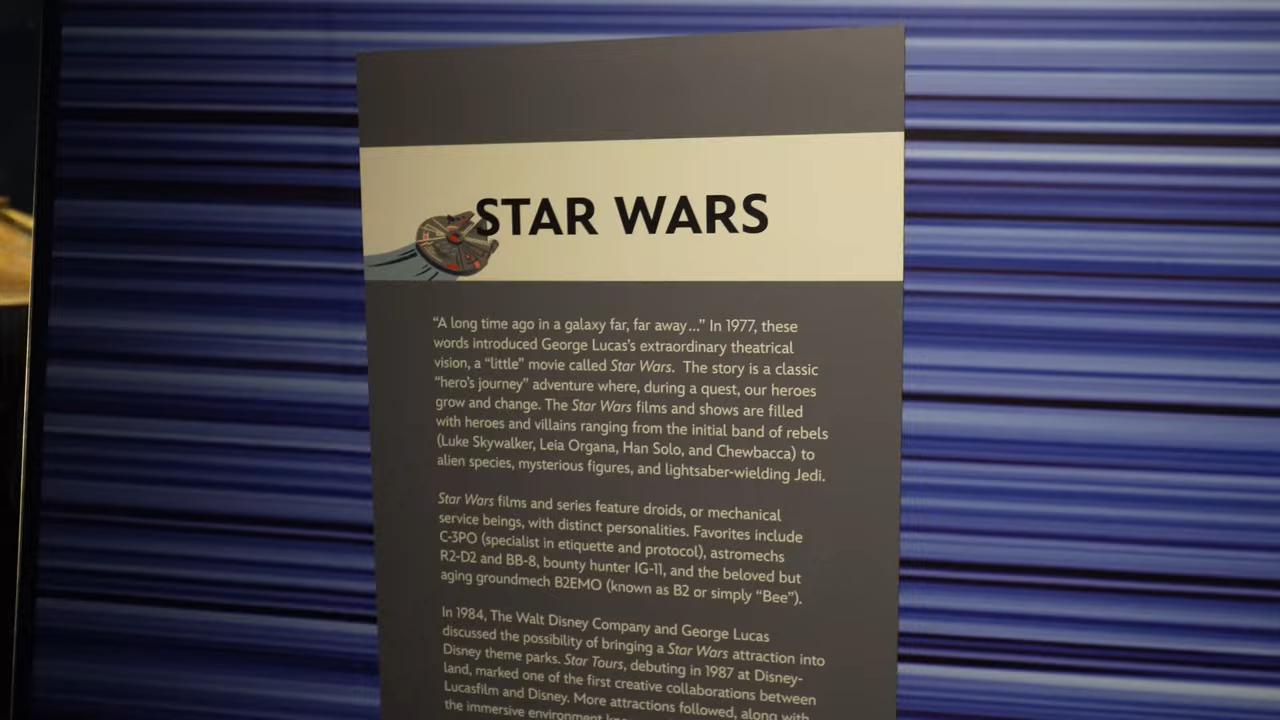 STAR WARS
“A long time ago in a galaxy far, far away...” In 1977, these
words introduced George Lucas's extraordinary theatrical
vision, a “little” movie called Star Wars. The story is a classic
“hero's journey” adventure where, during a quest, our heroes
grow and change. The Star Wars films and shows are filled
with heroes and villains ranging from the initial band of rebels
(Luke Skywalker, Leia Organa, Han Solo, and Chewbacca) to
alien species, mysterious figures, and lightsaber-wielding Jedi.
Star Wars films and series feature droids, or mechanical
service beings, with distinct personalities. Favorites include
C-3PO (specialist in etiquette and protocol), astromechs
R2-D2 and BB-8, bounty hunter IG-11, and the beloved but
aging groundmech B2EMO (known as B2 or simply “Bee”).
In 1984, The Walt Disney Company and George Lucas
discussed the possibility of bringing a Star Wars attraction into
Disney theme parks. Star Tours, debuting in 1987 at Disney-
land, marked one of the first creative collaborations between
Lucasfilm and Disney. More attractions followed, along with
the immersive environment